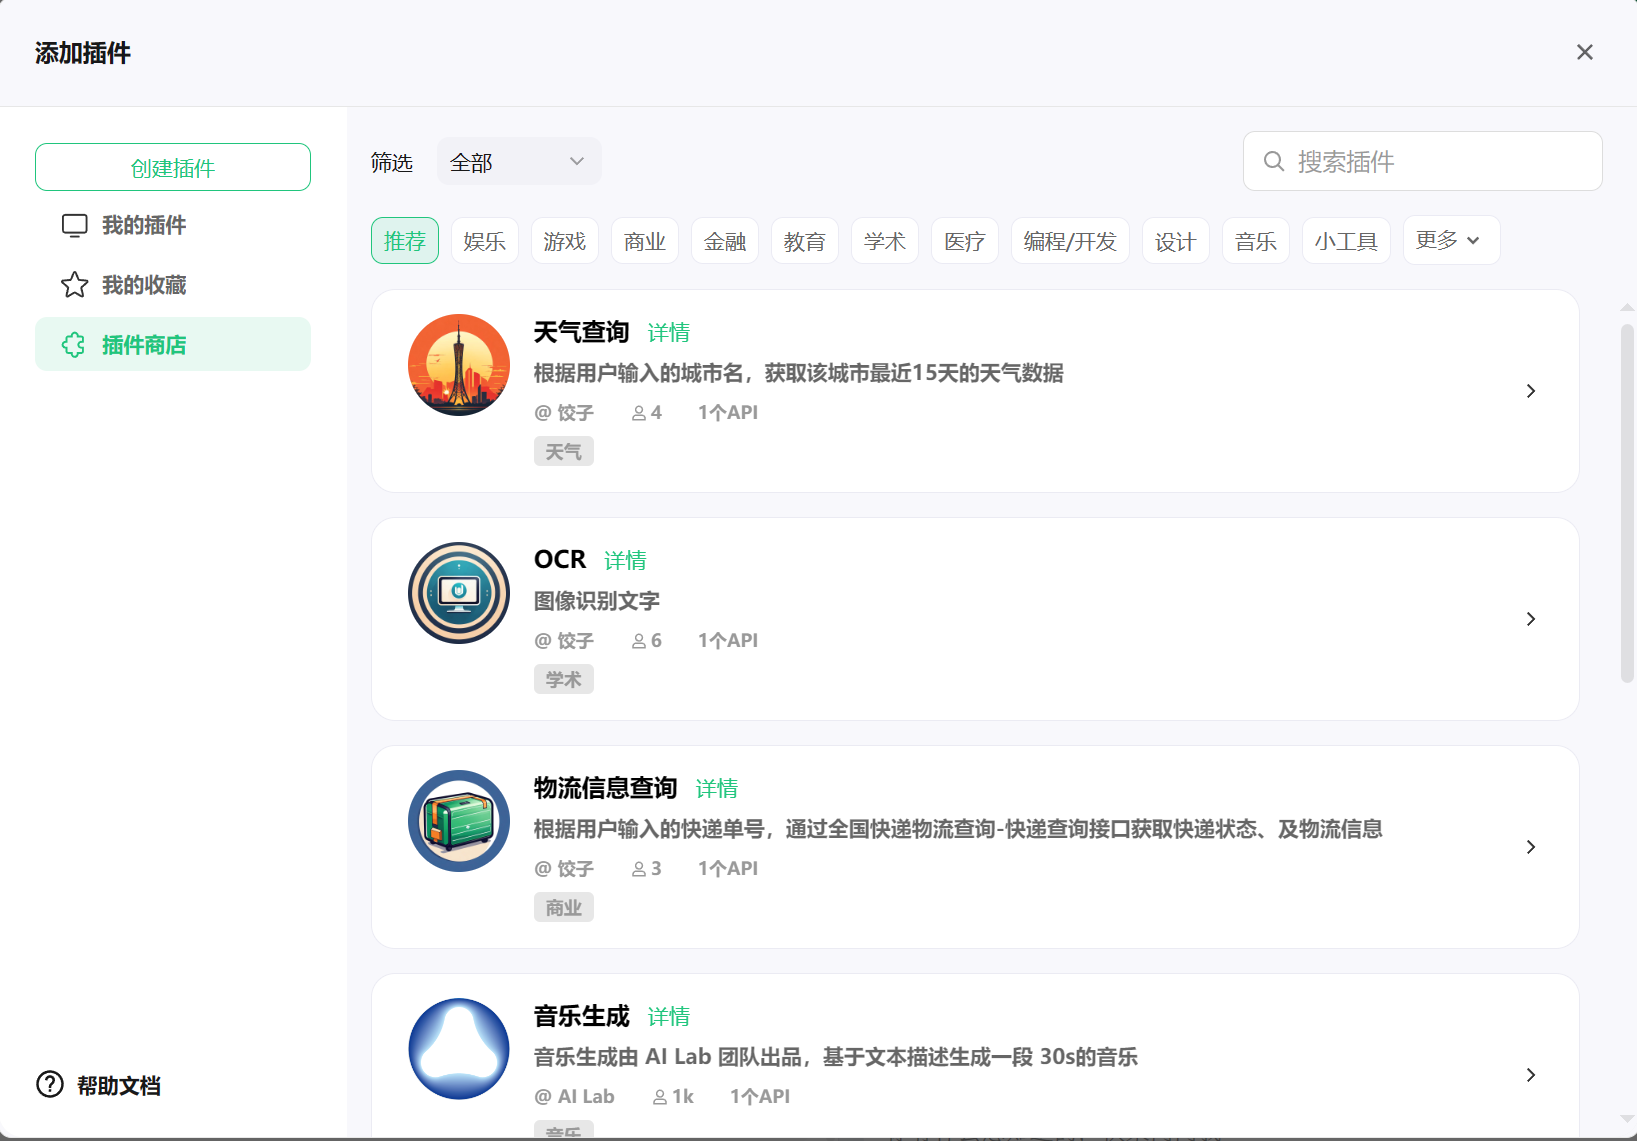 添加插件
创建插件
我的插件
我的收藏
插件商店
帮助文档
筛选 全部
搜索插件
推荐 娱乐 游戏 商业 金融 教育 学术 医疗 编程/开发 设计 音乐 小工具 更多
天气查询 详情
根据用户输入的城市名，获取该城市最近15天的天气数据
@ 饺子 4 1个API
天气
OCR 详情
图像识别文字
@ 饺子 6 1个API
学术
物流信息查询 详情
根据用户输入的快递单号，通过全国快递物流查询-快递查询接口获取快递状态、及物流信息
@ 饺子 3 1个API
商业
音乐生成 详情
音乐生成由 AI Lab 团队出品，基于文本描述生成一段 30s的音乐
@ AI Lab 1k 1个API
音乐